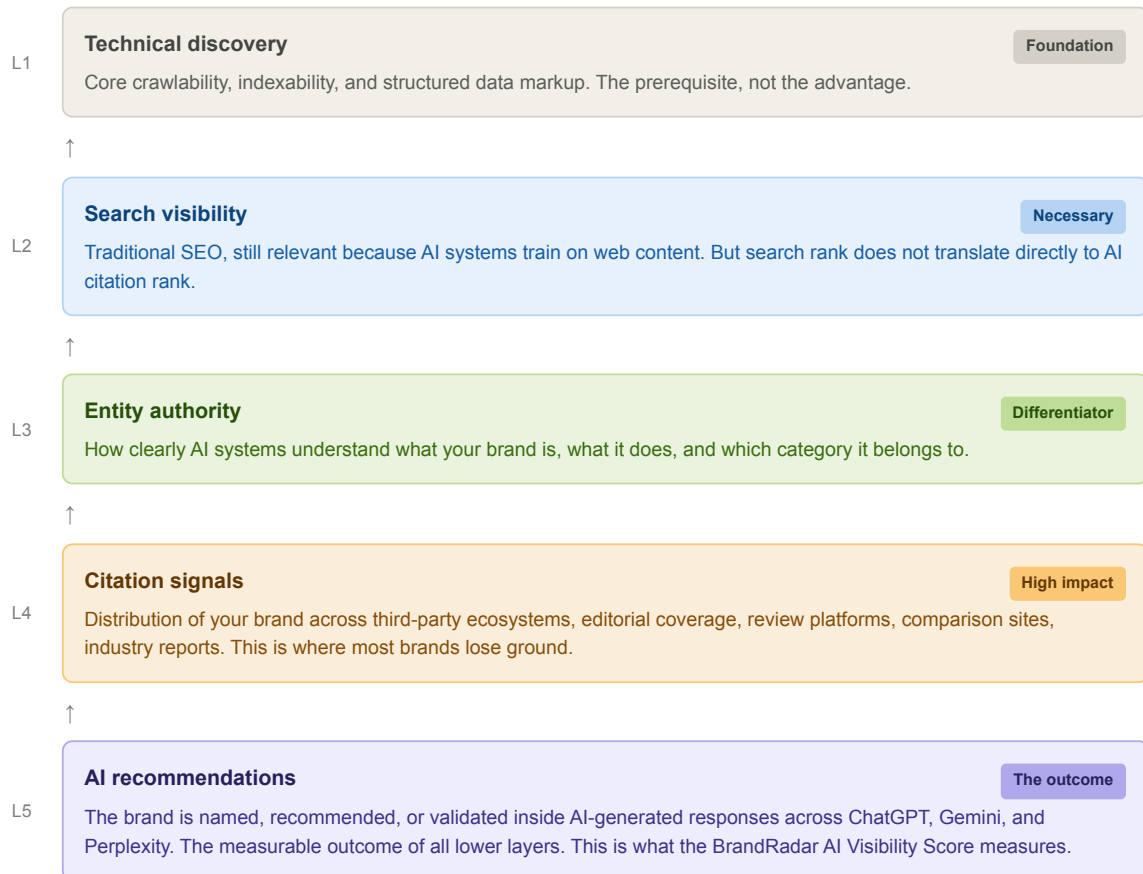 L1
Technical discovery
Foundation
Core crawlability, indexability, and structured data markup. The prerequisite, not the advantage.
↑
L2
Search visibility
Necessary
Traditional SEO, still relevant because AI systems train on web content. But search rank does not translate directly to AI
citation rank.
↑
L3
Entity authority
Differentiator
How clearly AI systems understand what your brand is, what it does, and which category it belongs to.
↑
L4
Citation signals
High impact
Distribution of your brand across third-party ecosystems, editorial coverage, review platforms, comparison sites,
industry reports. This is where most brands lose ground.
↑
L5
AI recommendations
The outcome
The brand is named, recommended, or validated inside AI-generated responses across ChatGPT, Gemini, and
Perplexity. The measurable outcome of all lower layers. This is what the BrandRadar AI Visibility Score measures.